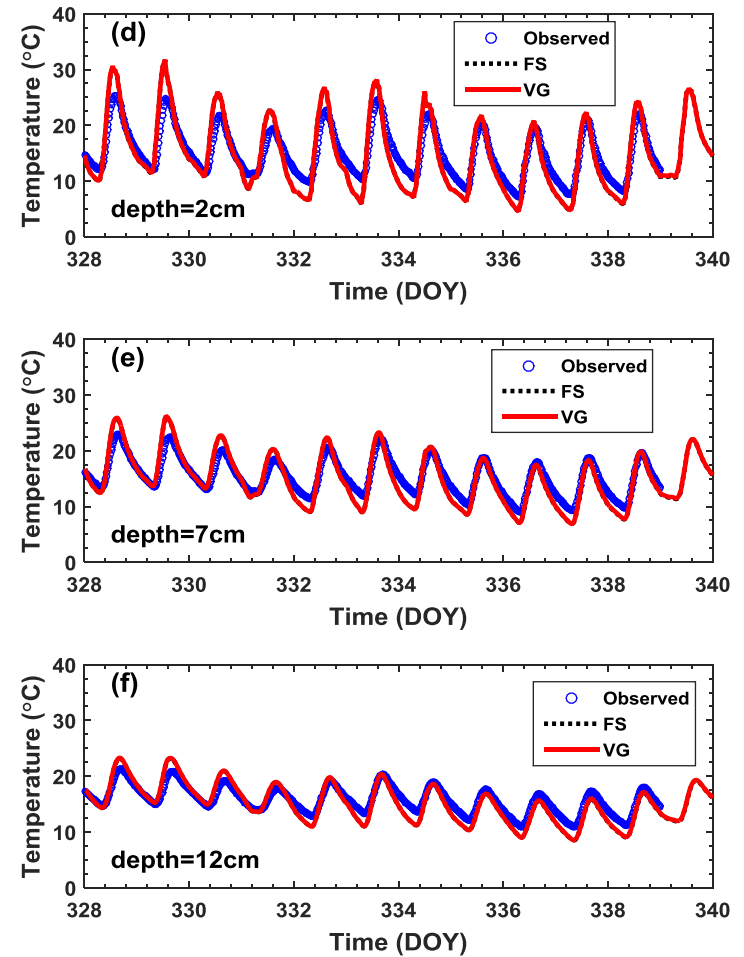 (d)
Observed
FS
VG
40
30
20
10
0
Temperature (°C)
depth=2cm
328 330 332 334 336 338 340
Time (DOY)
(e)
Observed
FS
VG
40
30
20
10
0
Temperature (°C)
depth=7cm
328 330 332 334 336 338 340
Time (DOY)
(f)
Observed
FS
VG
40
30
20
10
0
Temperature (°C)
depth=12cm
328 330 332 334 336 338 340
Time (DOY)